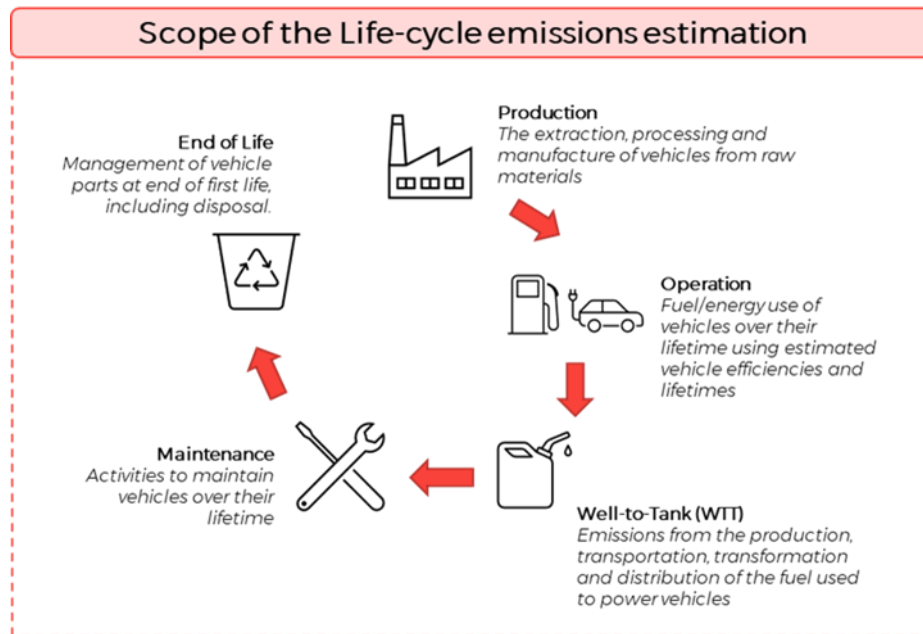 Scope of the Life-cycle emissions estimation
Production
The extraction, processing and
manufacture of vehicles from raw
materials
Operation
Fuel/energy use of
vehicles over their
lifetime using estimated
vehicle efficiencies and
lifetimes
Well-to-Tank (WTT)
Emissions from the production,
transportation, transformation
and distribution of the fuel used
to power vehicles
Maintenance
Activities to maintain
vehicles over their
lifetime
End of Life
Management of vehicle
parts at end of first life,
including disposal.